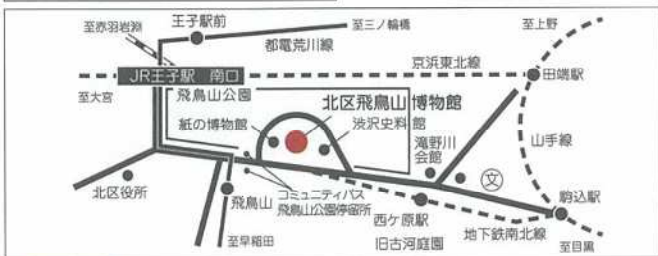 至赤羽岩淵
王子駅前
至三ノ輪橋
都電荒川線
至上野
京浜東北線
JR王子駅 南口
田端駅
至大宮
飛鳥山公園
北区飛鳥山博物館
紙の博物館
渋沢史料館
滝野川
会館
山手線
文
北区役所
飛鳥山
コミュニティバス
飛鳥山公園停留所
駒込駅
西ケ原駅
至早稲田
旧古河庭園
地下鉄南北線
至目黒